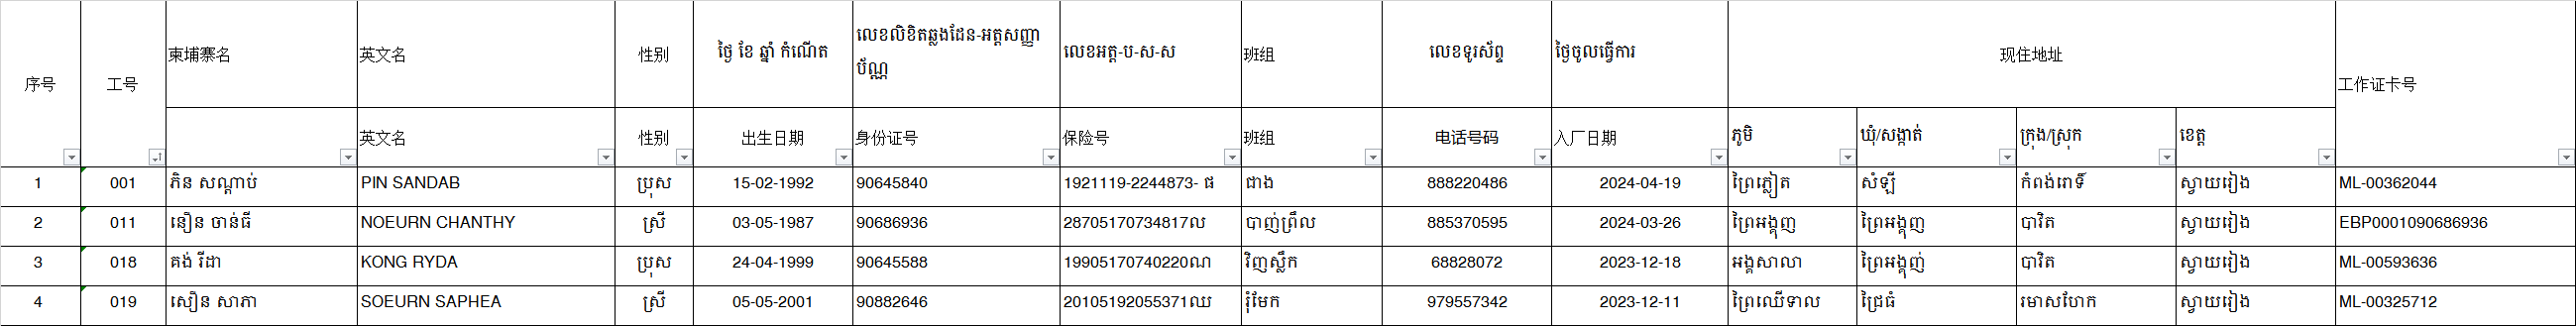 序号 工号 柬埔寨名 英文名 性别 ថ្ងៃ ខែ ឆ្នាំ កំណើត លេខលិខិតឆ្លងដែន-អត្តសញ្ញាប័ណ្ណ លេខអត្ត-ប-ស-ស 班组 លេខទូរស័ព្ទ ថ្ងៃចូលធ្វើការ 现住地址 工作证卡号
英文名 性别 出生日期 身份证号 保险号 班组 电话号码 入厂日期 ភូមិ ឃុំ/សង្កាត់ ក្រុង/ស្រុក ខេត្ត
1 001 ភិន សណ្ដាប់ PIN SANDAB ប្រុស 15-02-1992 90645840 1921119-2244873- ផ ជាង 888220486 2024-04-19 ព្រៃភ្លៀត សំឡី កំពង់រោទិ៍ ស្វាយរៀង ML-00362044
2 011 នឿន ចាន់ធី NOEURN CHANTHY ស្រី 03-05-1987 90686936 28705170734817ល បាញ់ព្រីល 885370595 2024-03-26 ព្រៃអង្គុញ ព្រៃអង្គុញ បាវិត ស្វាយរៀង EBP0001090686936
3 018 គង់ រីដា KONG RYDA ប្រុស 24-04-1999 90645588 19905170740220ណ វិញស្លឹក 68828072 2023-12-18 អង្គសាលា ព្រៃអង្គុញ់ បាវិត ស្វាយរៀង ML-00593636
4 019 សឿន សាភា SOEURN SAPHEA ស្រី 05-05-2001 90882646 20105192055371ឈ រុំមែក 979557342 2023-12-11 ព្រៃឈើទាល ជ្រៃធំ រមាសហែក ស្វាយរៀង ML-00325712